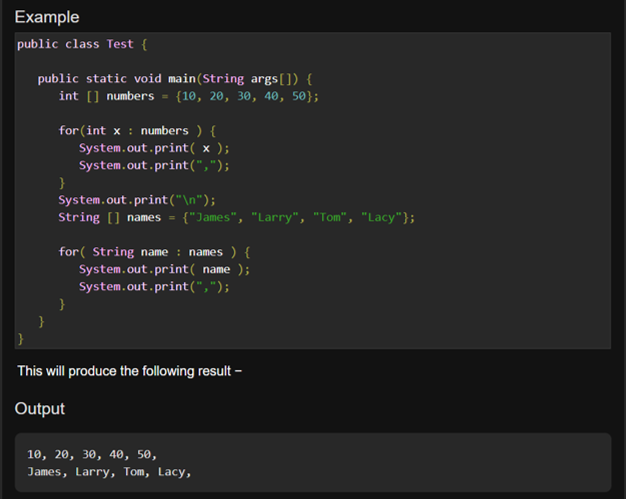 Example
public class Test {
public static void main(String args[]) {
int [] numbers = {10, 20, 30, 40, 50};
for(int x : numbers ) {
System.out.print( x );
System.out.print(",");
}
System.out.print("\n");
String [] names = {"James", "Larry", "Tom", "Lacy"};
for( String name : names ) {
System.out.print( name );
System.out.print(",");
}
}
}
This will produce the following result −
Output
10, 20, 30, 40, 50,
James, Larry, Tom, Lacy,